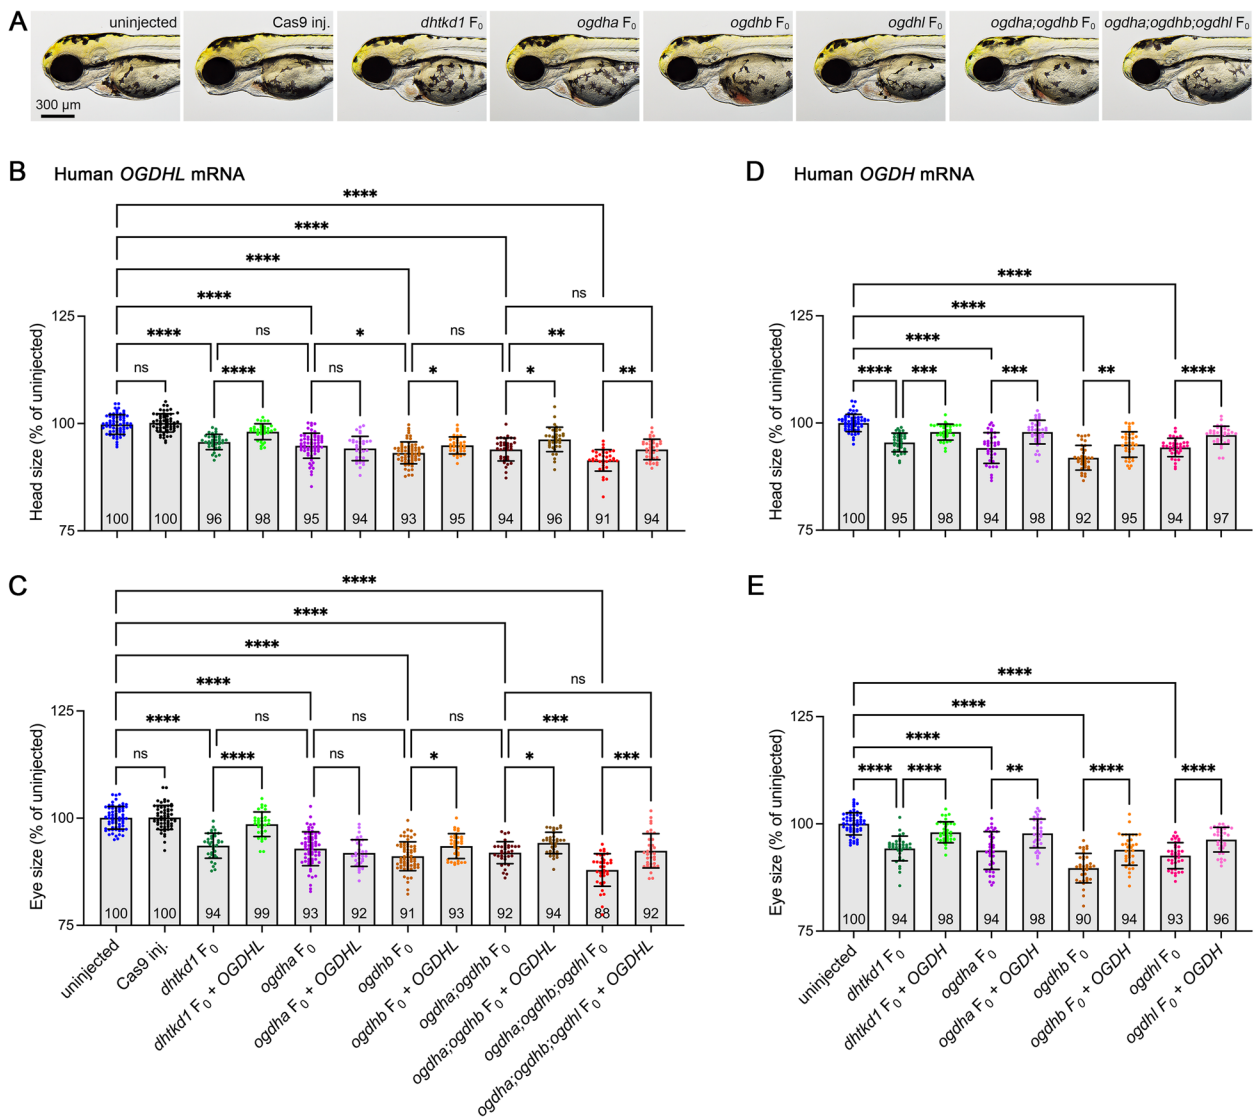 A
uninjected
Cas9 inj.
dhtkd1 F0
ogdha F0
ogdhb F0
ogdhl F0
ogdha;ogdhb F0
ogdha;ogdhb;ogdhl F0
300 µm
B
Human OGDHL mRNA
****
****
****
****
****
ns
*
ns
**
ns
ns
****
ns
*
*
**
Head size (% of uninjected)
125
100
75
100
100
96
98
95
94
93
95
94
96
91
94
D
Human OGDH mRNA
****
****
****
****
***
***
**
****
Head size (% of uninjected)
125
100
75
100
95
98
94
98
92
95
94
97
C
****
****
****
****
ns
****
ns
ns
ns
***
ns
****
ns
*
*
***
Eye size (% of uninjected)
125
100
75
100
100
94
99
93
92
91
93
92
94
88
92
uninjected
Cas9 inj.
dhtkd1 F0
dhtkd1 F0 + OGDHL
ogdha F0
ogdha F0 + OGDHL
ogdhb F0
ogdhb F0 + OGDHL
ogdha;ogdhb F0
ogdha;ogdhb F0 + OGDHL
ogdha;ogdhb;ogdhl F0
ogdha;ogdhb;ogdhl F0 + OGDHL
E
****
****
****
****
****
**
****
****
Eye size (% of uninjected)
125
100
75
100
94
98
94
98
90
94
93
96
uninjected
dhtkd1 F0
dhtkd1 F0 + OGDH
ogdha F0
ogdha F0 + OGDH
ogdhb F0
ogdhb F0 + OGDH
ogdhl F0
ogdhl F0 + OGDH